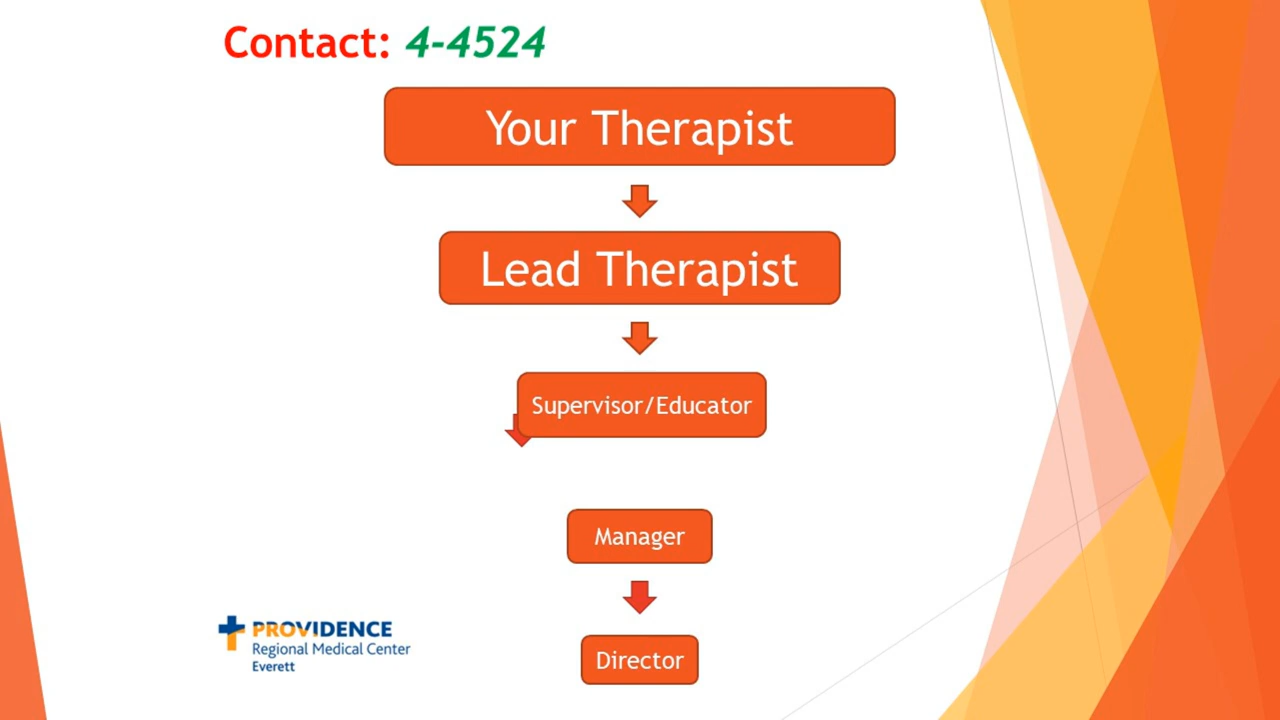 Contact: 4-4524
Your Therapist
Lead Therapist
Supervisor/Educator
Manager
Director
PROVIDENCE
Regional Medical Center
Everett